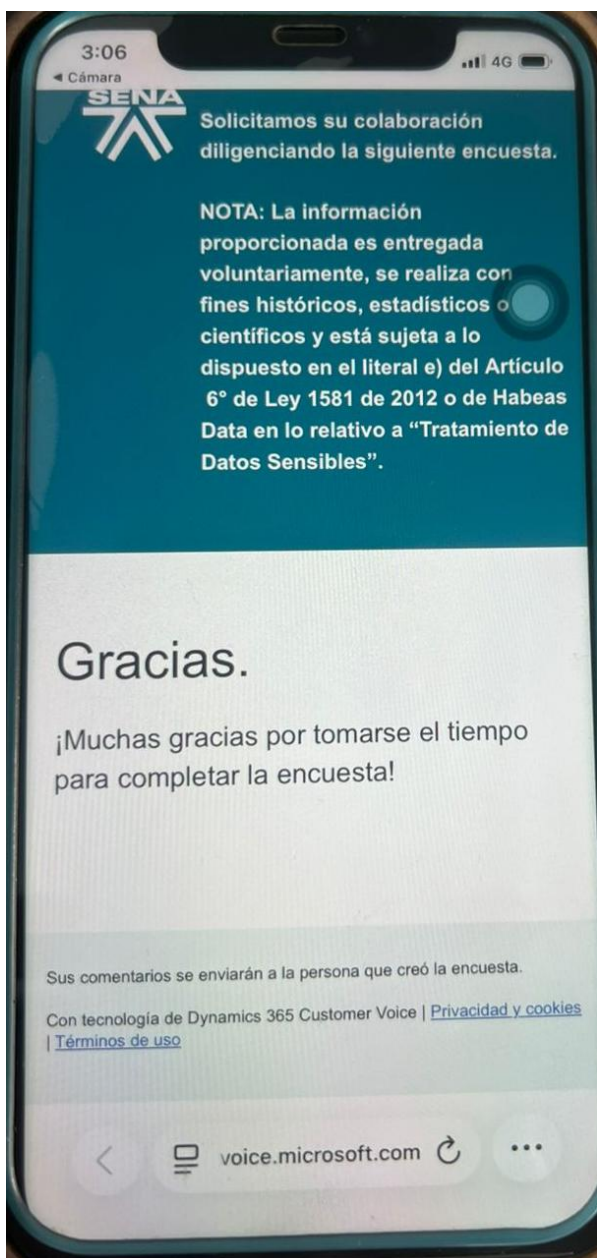 3:06
4G
◀ Cámara
SENA
Solicitamos su colaboración
diligenciando la siguiente encuesta.
NOTA: La información
proporcionada es entregada
voluntariamente, se realiza con
fines históricos, estadísticos o
científicos y está sujeta a lo
dispuesto en el literal e) del Artículo
6° de Ley 1581 de 2012 o de Habeas
Data en lo relativo a “Tratamiento de
Datos Sensibles”.
Gracias.
¡Muchas gracias por tomarse el tiempo
para completar la encuesta!
Sus comentarios se enviarán a la persona que creó la encuesta.
Con tecnología de Dynamics 365 Customer Voice | Privacidad y cookies
| Términos de uso
voice.microsoft.com